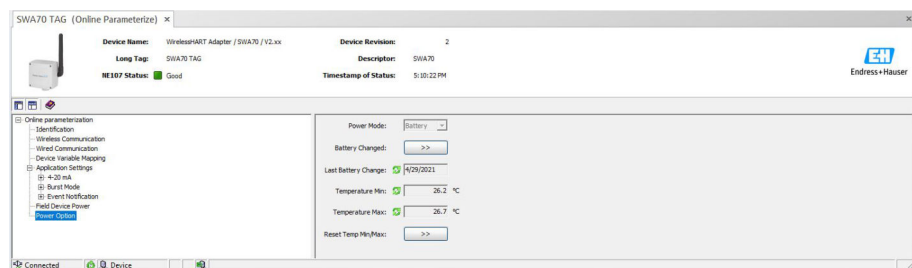 SWA70 TAG (Online Parameterize)
Device Name: WirelessHART Adapter / SWA70 / V2.xx Device Revision: 2
Long Tag: SWA70 TAG Descriptor: SWA70
NE107 Status: Good Timestamp of Status: 5:10:22 PM
EH
Endress+Hauser
Online parameterization
Identification
Wireless Communication
Wired Communication
Device Variable Mapping
Application Settings
4-20 mA
Burst Mode
Event Notification
Field Device Power
Power Option
Power Mode: Battery
Battery Changed: >>
Last Battery Change: 4/29/2021
Temperature Min: 26.2 °C
Temperature Max: 26.7 °C
Reset Temp Min/Max: >>
Connected Device